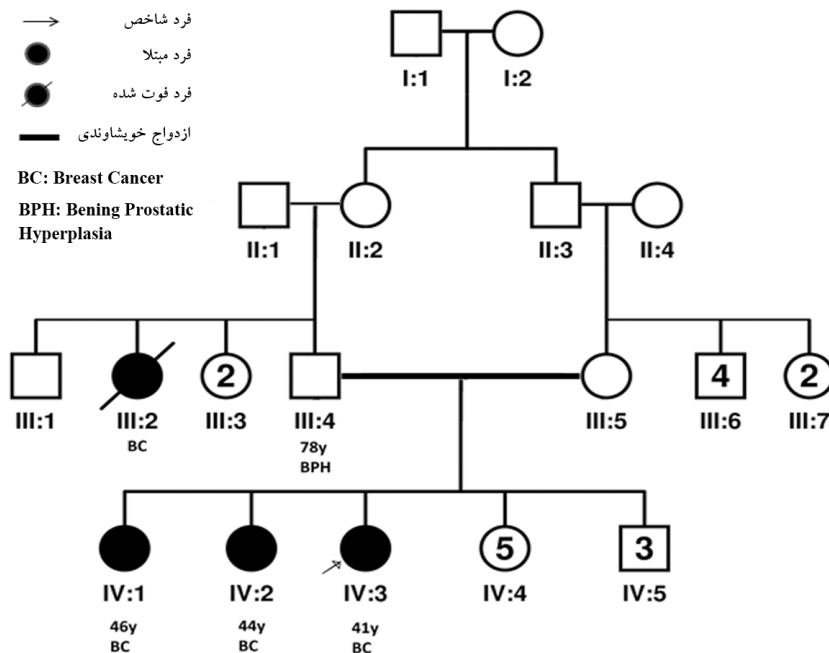 فرد شاخص
فرد مبتلا
فرد فوت شده
ازدواج خویشاوندی
BC: Breast Cancer
BPH: Bening Prostatic
Hyperplasia
I:1 I:2
II:1 II:2 II:3 II:4
2 4 2
III:1 III:2 III:3 III:4 III:5 III:6 III:7
BC 78y
BPH
5 3
IV:1 IV:2 IV:3 IV:4 IV:5
46y 44y 41y
BC BC BC